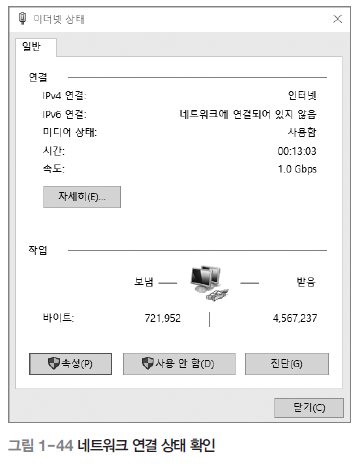 이더넷 상태
일반
연결
IPv4 연결: 인터넷
IPv6 연결: 네트워크에 연결되어 있지 않음
미디어 상태: 사용함
시간: 00:13:03
속도: 1.0 Gbps
자세히(E)...
작업
보냄 받음
바이트: 721,952 4,567,237
속성(P) 사용 안 함(D) 진단(G)
닫기(C)
그림 1-44 네트워크 연결 상태 확인